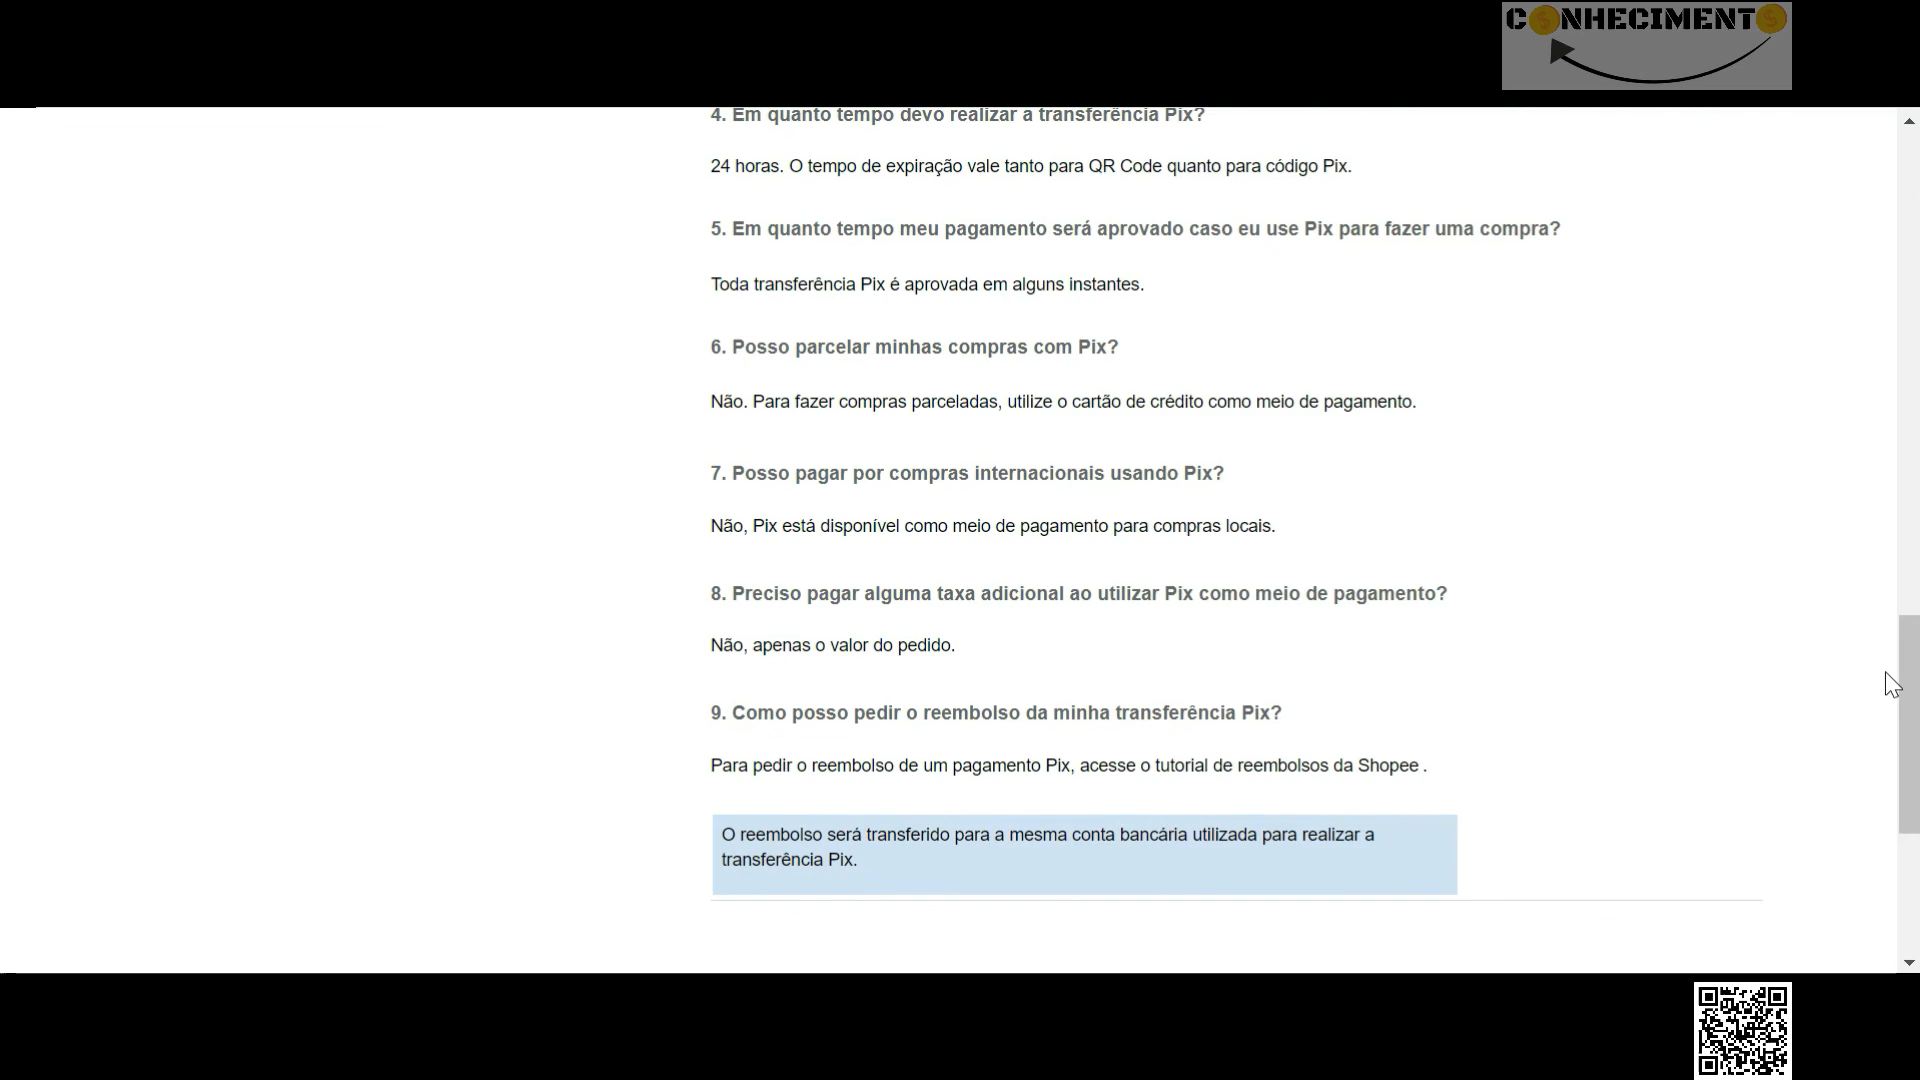 CONHECIMENTO
4. Em quanto tempo devo realizar a transferência Pix?
24 horas. O tempo de expiração vale tanto para QR Code quanto para código Pix.
5. Em quanto tempo meu pagamento será aprovado caso eu use Pix para fazer uma compra?
Toda transferência Pix é aprovada em alguns instantes.
6. Posso parcelar minhas compras com Pix?
Não. Para fazer compras parceladas, utilize o cartão de crédito como meio de pagamento.
7. Posso pagar por compras internacionais usando Pix?
Não, Pix está disponível como meio de pagamento para compras locais.
8. Preciso pagar alguma taxa adicional ao utilizar Pix como meio de pagamento?
Não, apenas o valor do pedido.
9. Como posso pedir o reembolso da minha transferência Pix?
Para pedir o reembolso de um pagamento Pix, acesse o tutorial de reembolsos da Shopee .
O reembolso será transferido para a mesma conta bancária utilizada para realizar a
transferência Pix.